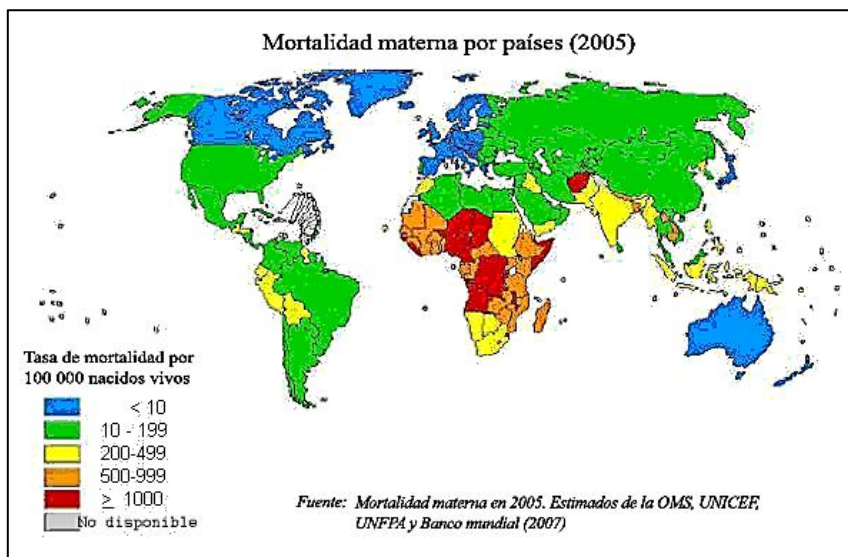 Mortalidad materna por países (2005)
Tasa de mortalidad por
100 000 nacidos vivos
< 10
10 - 199
200-499
500-999
≥ 1000
No disponible
Fuente: Mortalidad materna en 2005. Estimados de la OMS, UNICEF,
UNFPA y Banco mundial (2007)